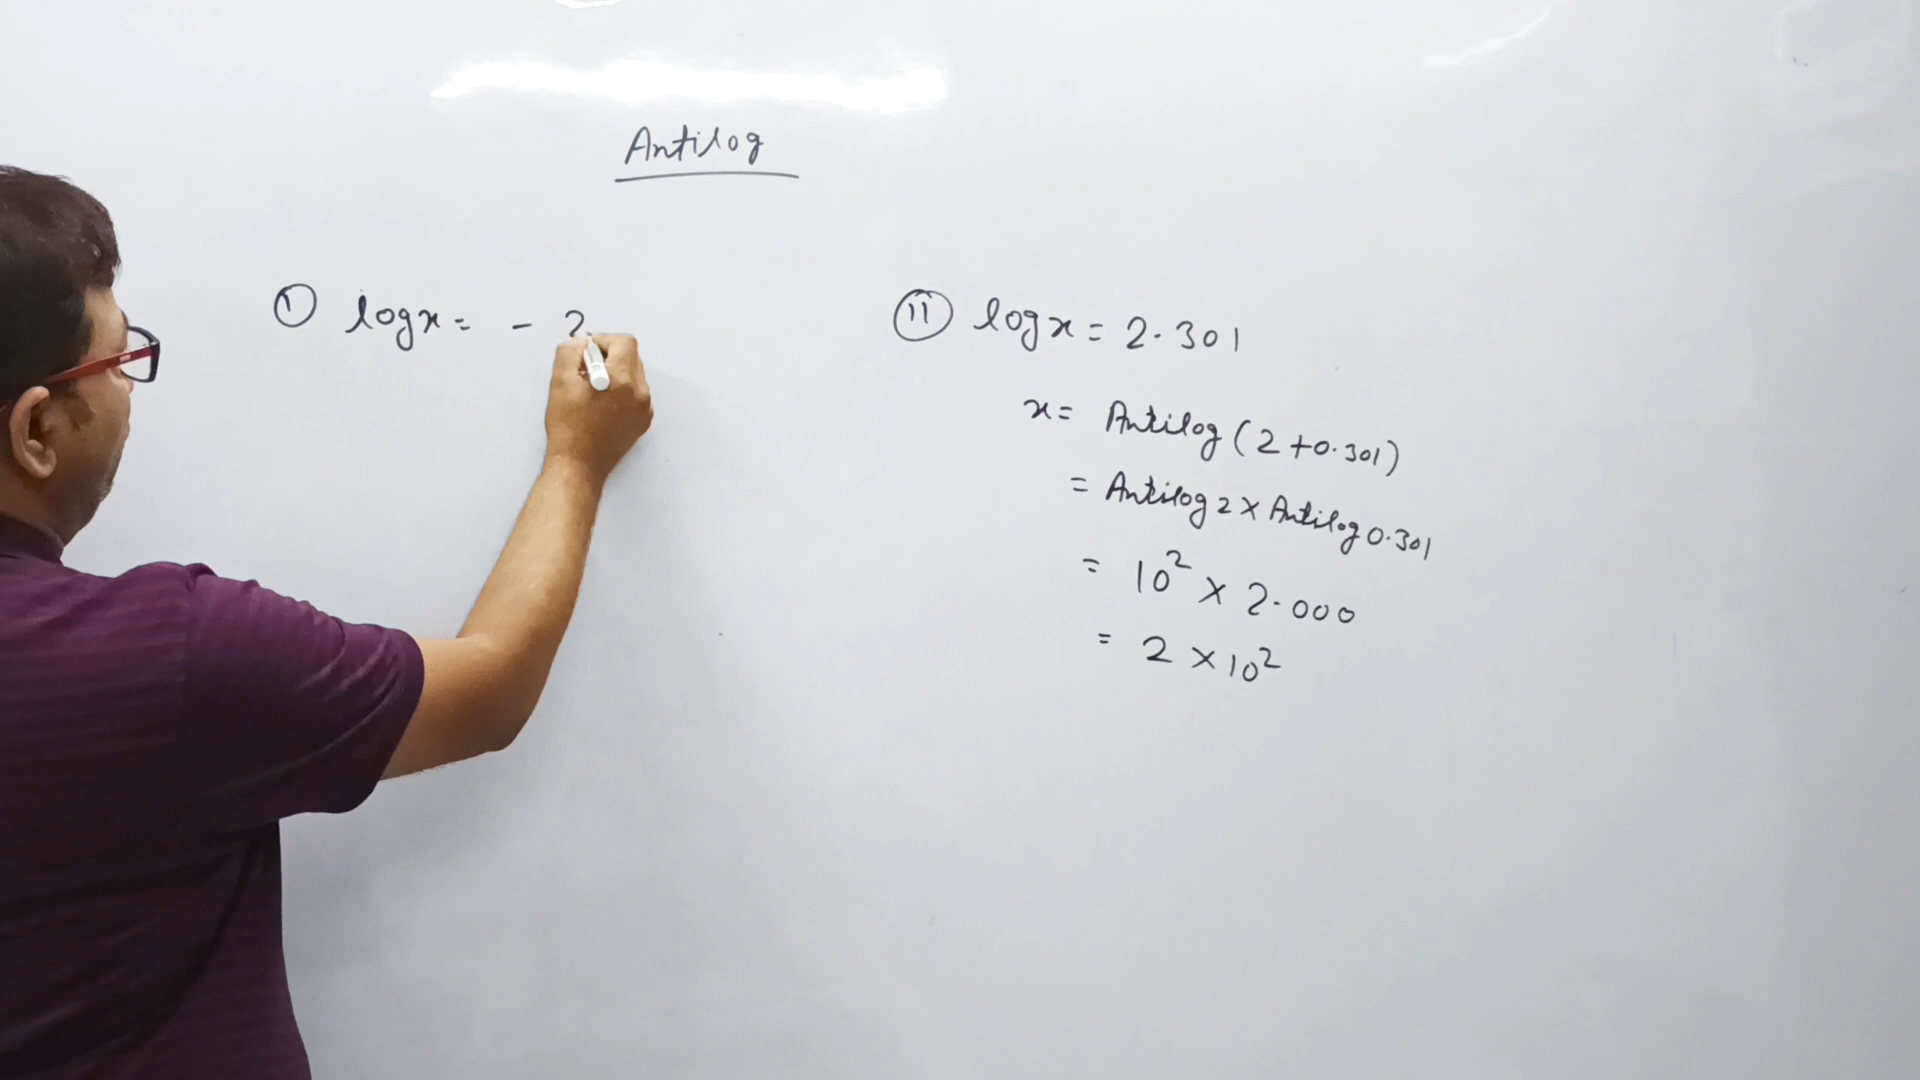 Antilog
(i) log x = - 2
(ii) log x = 2.301
x = Antilog (2 + 0.301)
= Antilog 2 × Antilog 0.301
= 10² × 2.000
= 2 × 10²